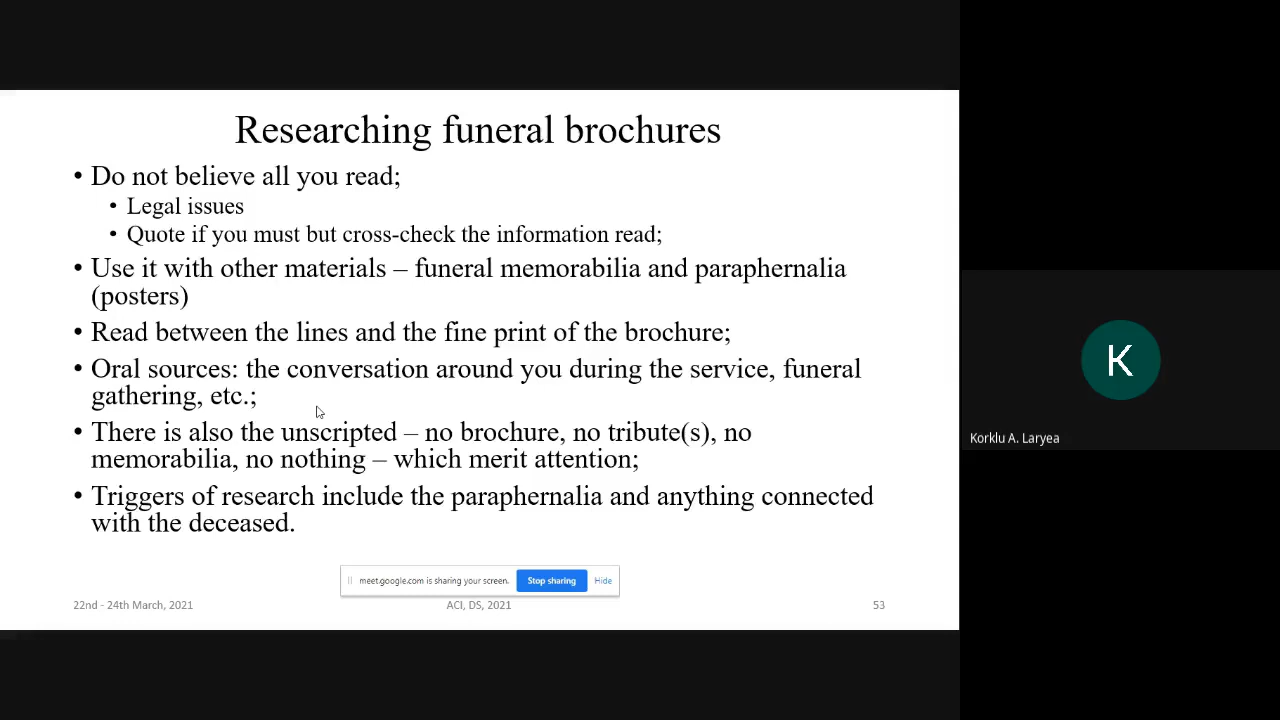 Researching funeral brochures
• Do not believe all you read;
• Legal issues
• Quote if you must but cross-check the information read;
• Use it with other materials – funeral memorabilia and paraphernalia
(posters)
• Read between the lines and the fine print of the brochure;
• Oral sources: the conversation around you during the service, funeral
gathering, etc.;
• There is also the unscripted – no brochure, no tribute(s), no
memorabilia, no nothing – which merit attention;
• Triggers of research include the paraphernalia and anything connected
with the deceased.
meet.google.com is sharing your screen. Stop sharing Hide
22nd - 24th March, 2021 ACI, DS, 2021 53
K
Korklu A. Laryea